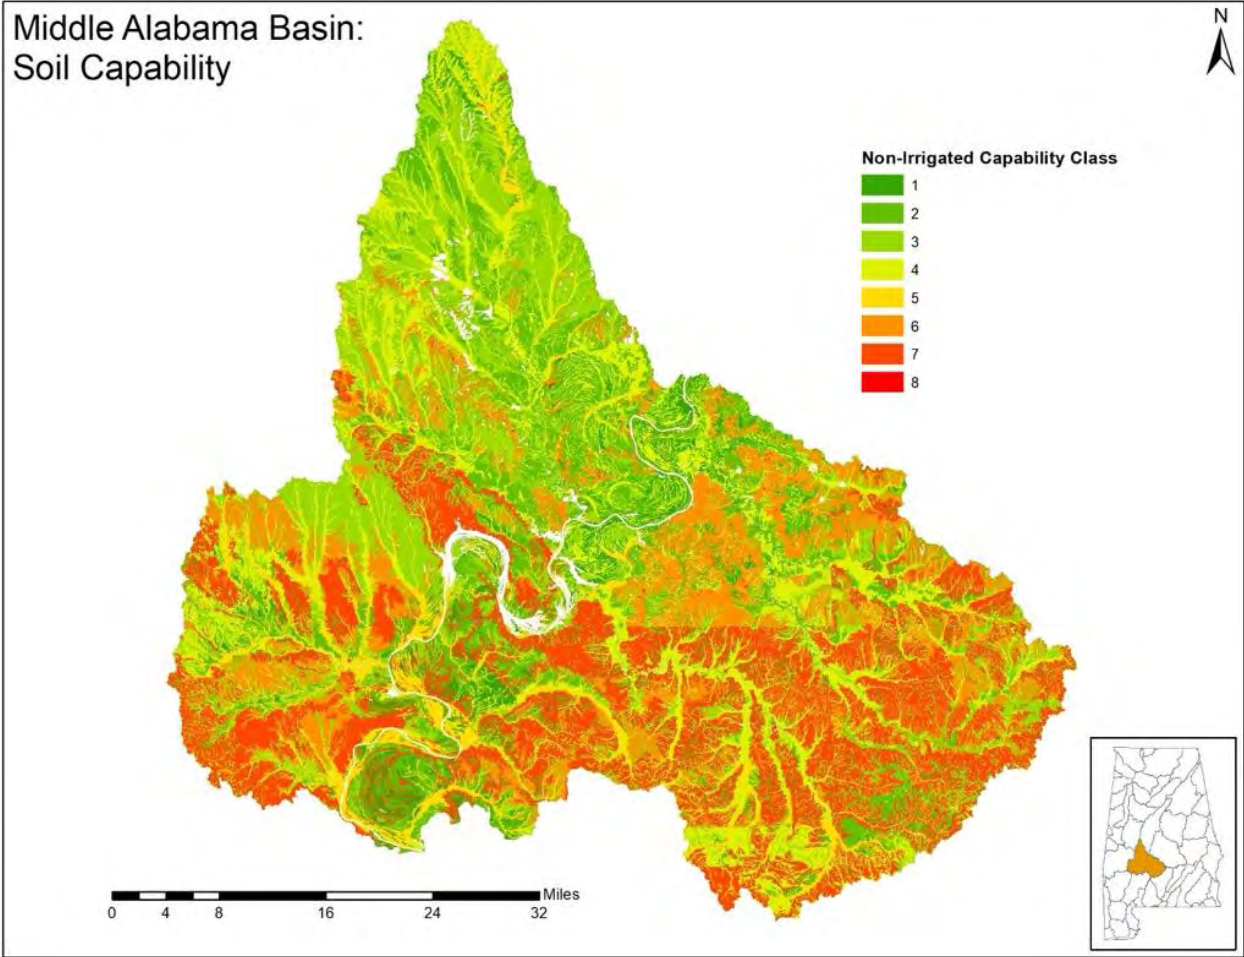 Middle Alabama Basin:
Soil Capability
N
Non-Irrigated Capability Class
1
2
3
4
5
6
7
8
Miles
0 4 8 16 24 32